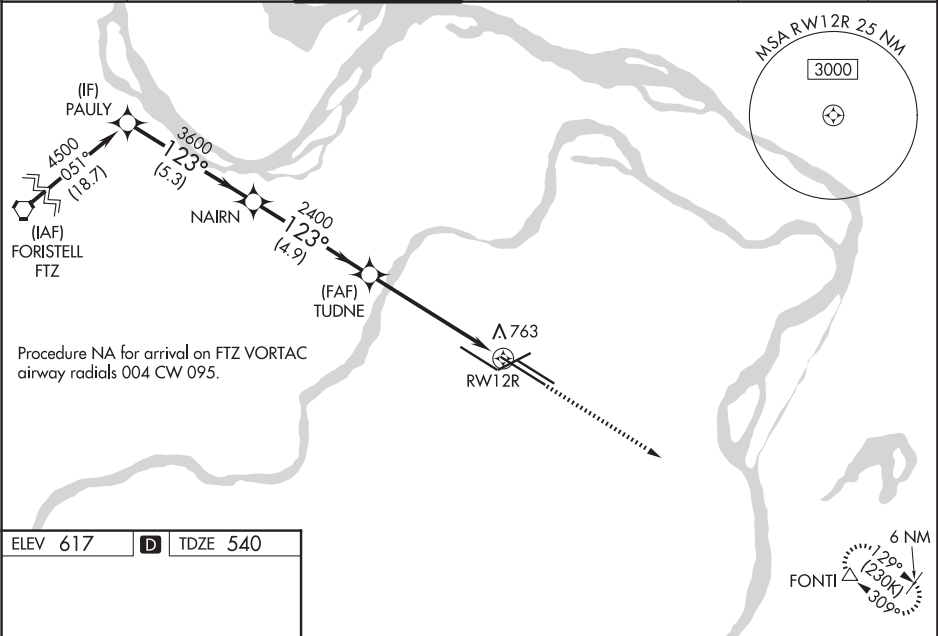 MSA RW12R 25 NM
3000
(IF)
PAULY
4500
051°
(18.7)
3600
123°
(5.3)
NAIRN
(IAF)
FORISTELL
FTZ
2400
123°
(4.9)
(FAF)
TUDNE
763
RW12R
Procedure NA for arrival on FTZ VORTAC
airway radials 004 CW 095.
ELEV 617 D TDZE 540
6 NM
FONTI
129°
(230K)
309°